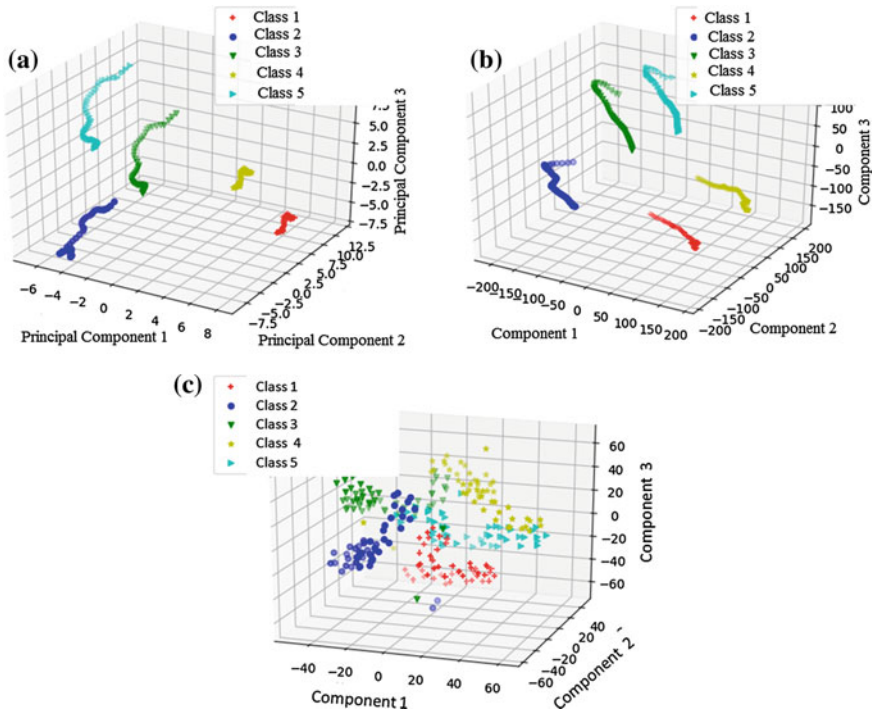 (a)
Class 1
Class 2
Class 3
Class 4
Class 5
7.5
5.0
2.5
0.0
−2.5
−5.0
−7.5
Principal Component 3
−6 −4 −2 0 2 4 6 8
Principal Component 1
−7.5 −5.0 −2.5 0.0 2.5 5.0 7.5 10.0 12.5
Principal Component 2
(b)
Class 1
Class 2
Class 3
Class 4
Class 5
100
50
0
−50
−100
−150
Component 3
−200 −150 −100 −50 0 50 100 150 200
Component 1
−200 −150 −100 −50 0 50 100 150 200
Component 2
(c)
Class 1
Class 2
Class 3
Class 4
Class 5
60
40
20
0
−20
−40
−60
Component 3
−40 −20 0 20 40 60
Component 1
−60 −40 −20 0 20 40
Component 2